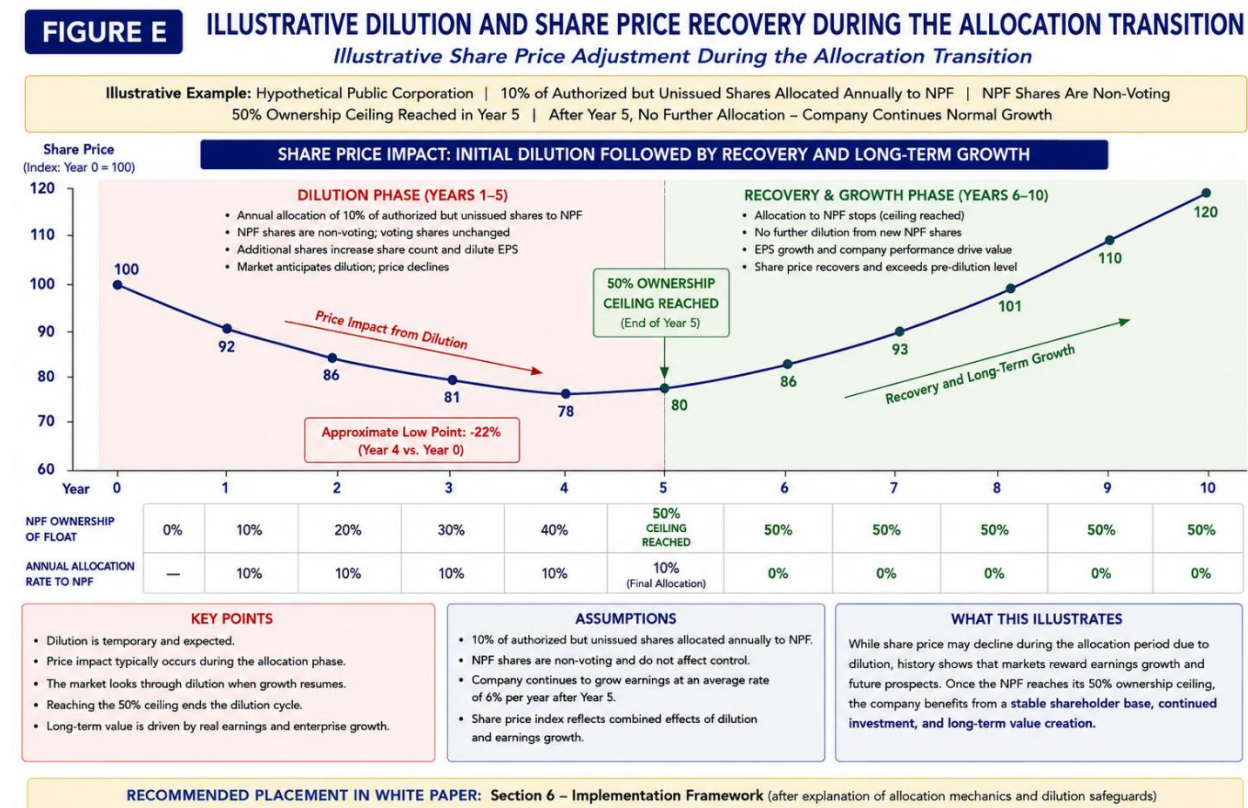 FIGURE E
ILLUSTRATIVE DILUTION AND SHARE PRICE RECOVERY DURING THE ALLOCATION TRANSITION
Illustrative Share Price Adjustment During the Allocration Transition
Illustrative Example: Hypothetical Public Corporation | 10% of Authorized but Unissued Shares Allocated Annually to NPF | NPF Shares Are Non-Voting
50% Ownership Ceiling Reached in Year 5 | After Year 5, No Further Allocation – Company Continues Normal Growth
Share Price
(Index: Year 0 = 100)
SHARE PRICE IMPACT: INITIAL DILUTION FOLLOWED BY RECOVERY AND LONG-TERM GROWTH
120
110
100
90
80
70
60
DILUTION PHASE (YEARS 1–5)
• Annual allocation of 10% of authorized but unissued shares to NPF
• NPF shares are non-voting; voting shares unchanged
• Additional shares increase share count and dilute EPS
• Market anticipates dilution; price declines
RECOVERY & GROWTH PHASE (YEARS 6–10)
• Allocation to NPF stops (ceiling reached)
• No further dilution from new NPF shares
• EPS growth and company performance drive value
• Share price recovers and exceeds pre-dilution level
50% OWNERSHIP
CEILING REACHED
(End of Year 5)
Price Impact from Dilution
Recovery and Long-Term Growth
100
92
86
81
78
80
86
93
101
110
120
Approximate Low Point: -22%
(Year 4 vs. Year 0)
Year 0 1 2 3 4 5 6 7 8 9 10
NPF OWNERSHIP
OF FLOAT
0% 10% 20% 30% 40%
50%
CEILING
REACHED
50% 50% 50% 50% 50%
ANNUAL ALLOCATION
RATE TO NPF
— 10% 10% 10% 10%
10%
(Final Allocation)
0% 0% 0% 0% 0%
KEY POINTS
• Dilution is temporary and expected.
• Price impact typically occurs during the allocation phase.
• The market looks through dilution when growth resumes.
• Reaching the 50% ceiling ends the dilution cycle.
• Long-term value is driven by real earnings and enterprise growth.
ASSUMPTIONS
• 10% of authorized but unissued shares allocated annually to NPF.
• NPF shares are non-voting and do not affect control.
• Company continues to grow earnings at an average rate
of 6% per year after Year 5.
• Share price index reflects combined effects of dilution
and earnings growth.
WHAT THIS ILLUSTRATES
While share price may decline during the allocation period due to
dilution, history shows that markets reward earnings growth and
future prospects. Once the NPF reaches its 50% ownership ceiling,
the company benefits from a stable shareholder base, continued
investment, and long-term value creation.
RECOMMENDED PLACEMENT IN WHITE PAPER: Section 6 – Implementation Framework (after explanation of allocation mechanics and dilution safeguards)